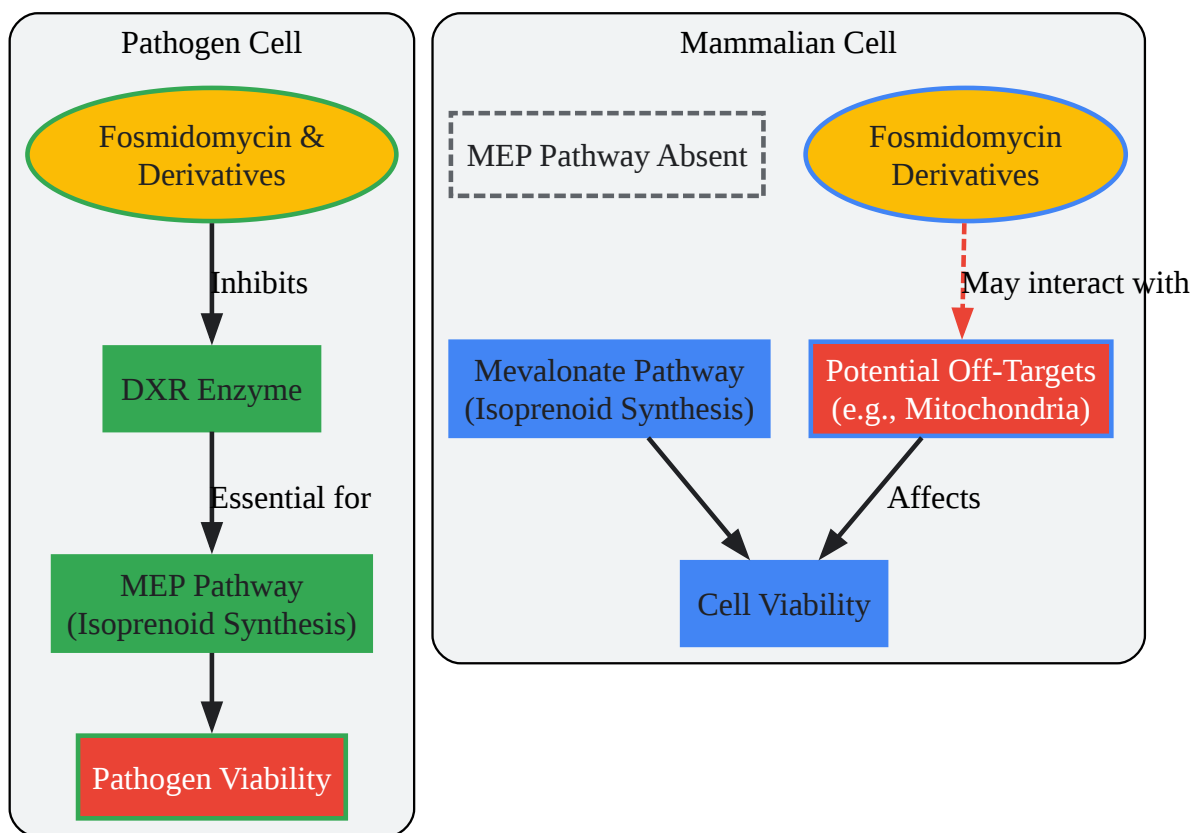 Pathogen Cell
Fosmidomycin &
Derivatives
Inhibits
DXR Enzyme
Essential for
MEP Pathway
(Isoprenoid Synthesis)
Pathogen Viability
Mammalian Cell
MEP Pathway Absent
Fosmidomycin
Derivatives
May interact with
Mevalonate Pathway
(Isoprenoid Synthesis)
Potential Off-Targets
(e.g., Mitochondria)
Affects
Cell Viability